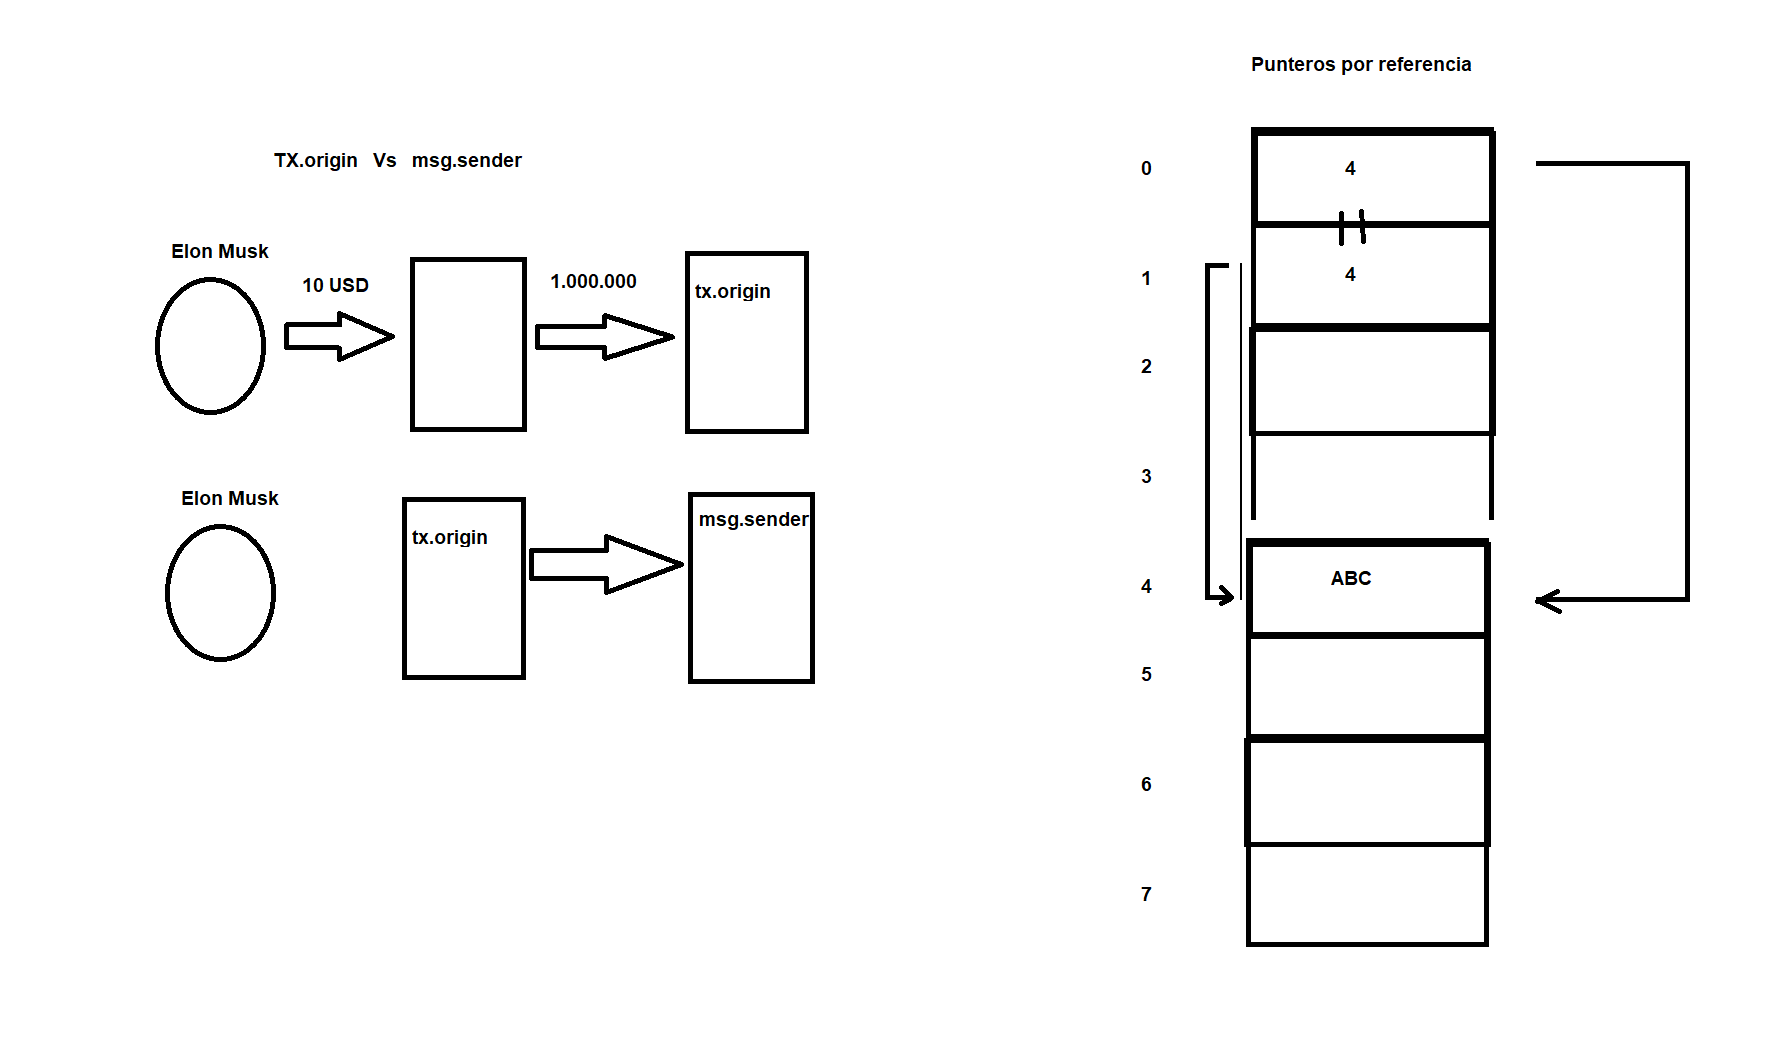 TX.origin Vs msg.sender
Elon Musk
10 USD
1.000.000
tx.origin
Elon Musk
tx.origin
msg.sender
Punteros por referencia
0
4
1
4
2
3
4
ABC
5
6
7